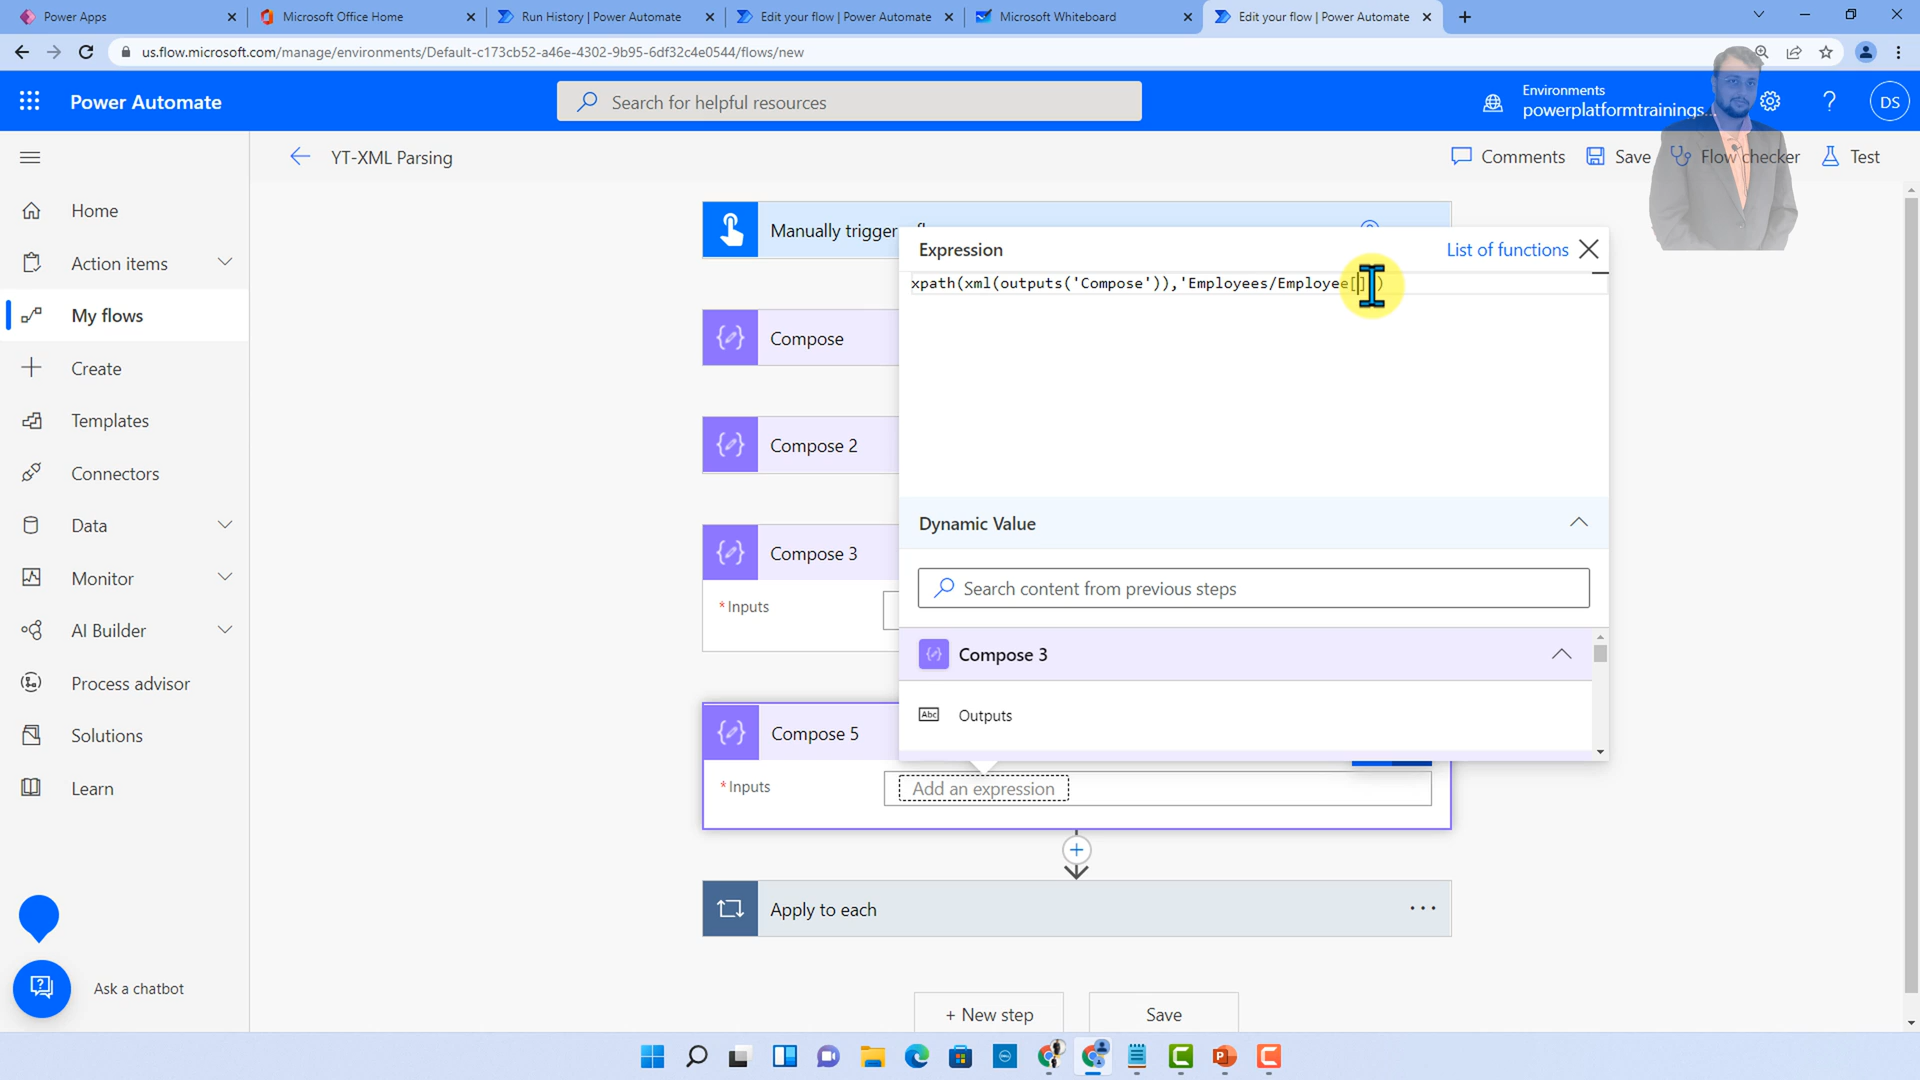 Power Apps
Microsoft Office Home
Run History | Power Automate
Edit your flow | Power Automate
Microsoft Whiteboard
Edit your flow | Power Automate
us.flow.microsoft.com/manage/environments/Default-c173cb52-a46e-4302-9b95-6df32c4e0544/flows/new
Power Automate
Search for helpful resources
Environments
powerplatformtrainings...
DS
YT-XML Parsing
Comments
Save
Flow checker
Test
Home
Action items
My flows
Create
Templates
Connectors
Data
Monitor
AI Builder
Process advisor
Solutions
Learn
Ask a chatbot
Manually trigger
Compose
Compose 2
Compose 3
* Inputs
Compose 5
* Inputs
Add an expression
Apply to each
+ New step
Save
Expression
List of functions
xpath(xml(outputs('Compose')),'Employees/Employee[]')
Dynamic Value
Search content from previous steps
Compose 3
Abc
Outputs